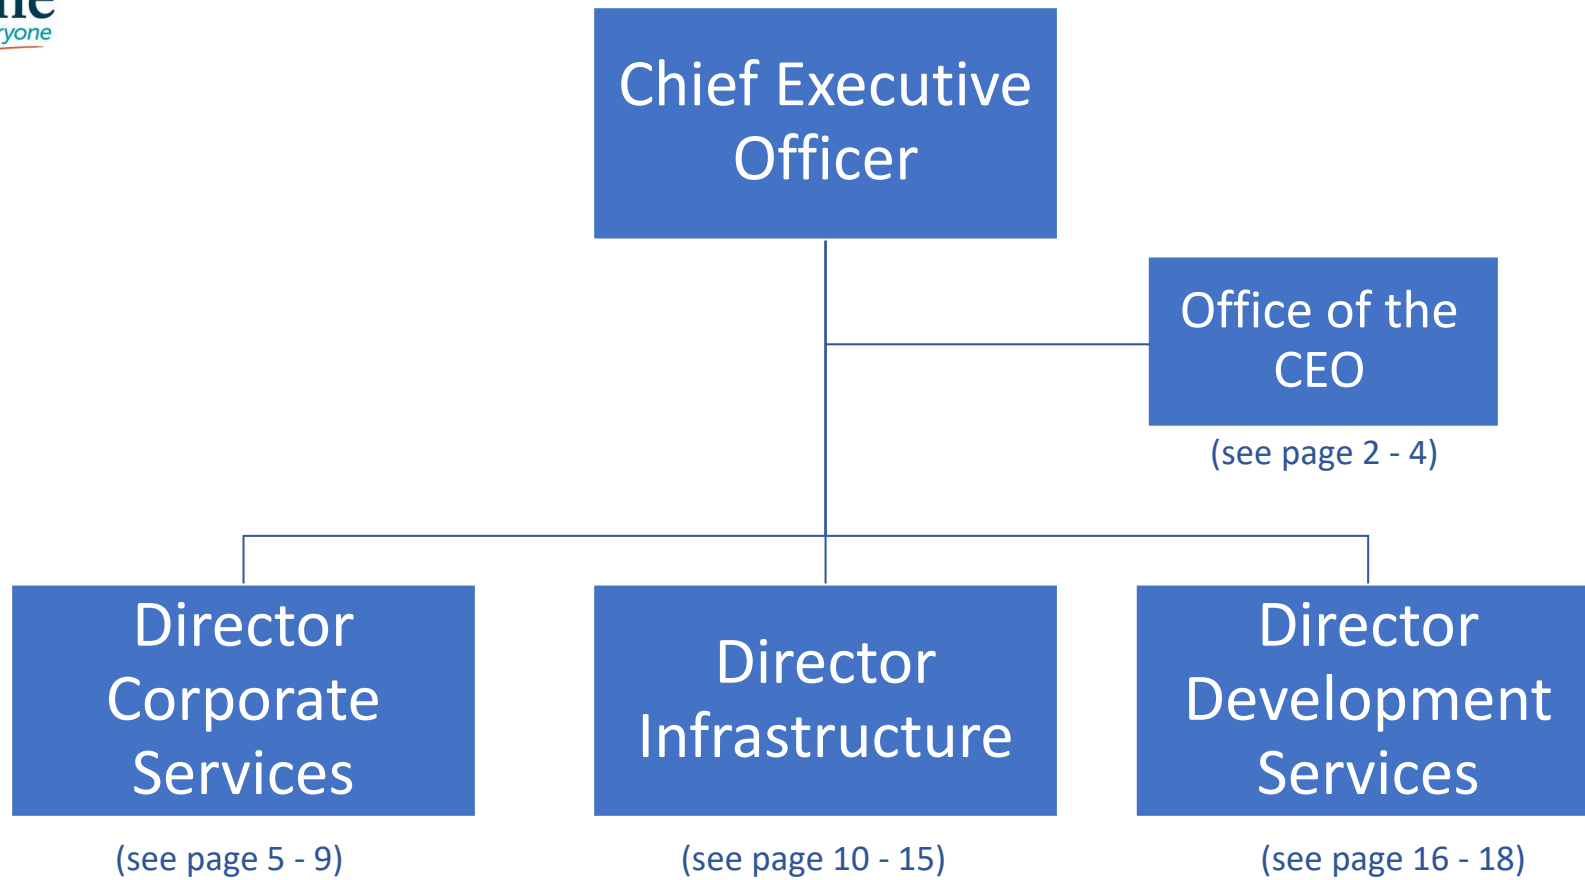 everyone
Chief Executive
Officer
Office of the
CEO
(see page 2 - 4)
Director
Corporate
Services
(see page 5 - 9)
Director
Infrastructure
(see page 10 - 15)
Director
Development
Services
(see page 16 - 18)